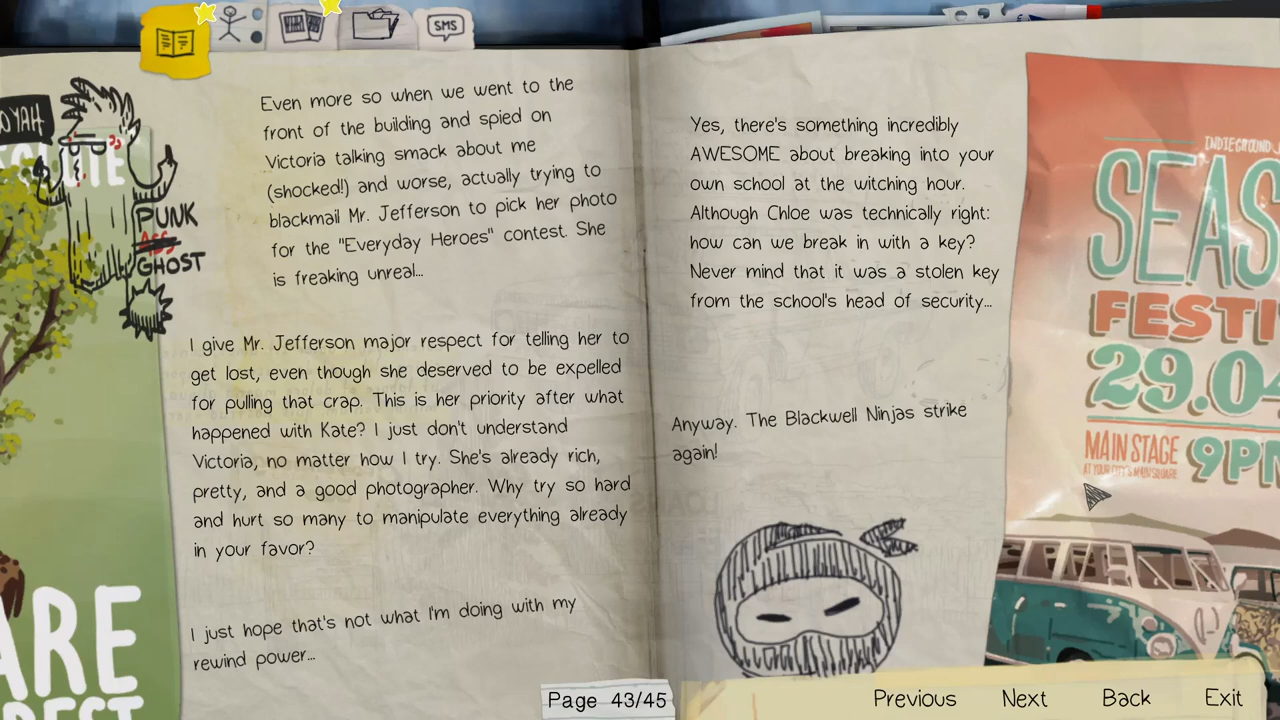 SMS
OYAH
PUNK
ASS
GHOST
Even more so when we went to the
front of the building and spied on
Victoria talking smack about me
(shocked!) and worse, actually trying to
blackmail Mr. Jefferson to pick her photo
for the "Everyday Heroes" contest. She
is freaking unreal...
I give Mr. Jefferson major respect for telling her to
get lost, even though she deserved to be expelled
for pulling that crap. This is her priority after what
happened with Kate? I just don't understand
Victoria, no matter how I try. She's already rich,
pretty, and a good photographer. Why try so hard
and hurt so many to manipulate everything already
in your favor?
I just hope that's not what I'm doing with my
rewind power...
ARE
Yes, there's something incredibly
AWESOME about breaking into your
own school at the witching hour.
Although Chloe was technically right:
how can we break in with a key?
Never mind that it was a stolen key
from the school's head of security...
Anyway. The Blackwell Ninjas strike
again!
INDIEGROUND
SEAS
FESTI
29.04
MAIN STAGE
AT YOUR CITY'S MAIN SQUARE
9PM
Page 43/45
Previous Next Back Exit